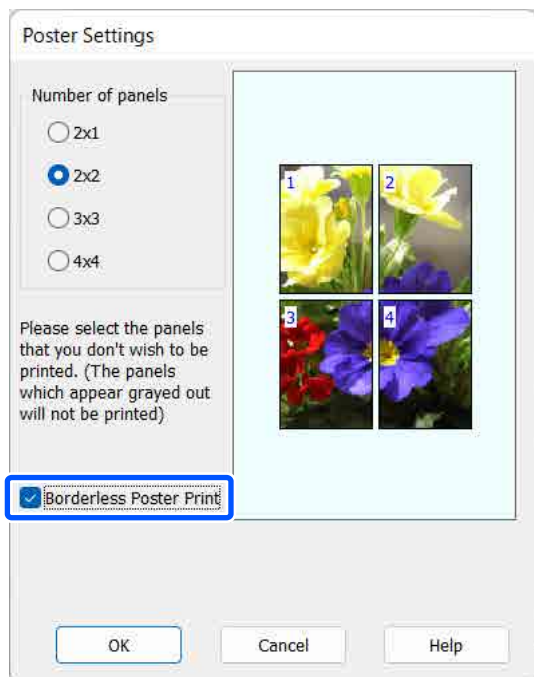 Poster Settings
Number of panels
2x1
2x2
3x3
4x4
Please select the panels
that you don't wish to be
printed. (The panels
which appear grayed out
will not be printed)
Borderless Poster Print
1
2
3
4
OK
Cancel
Help